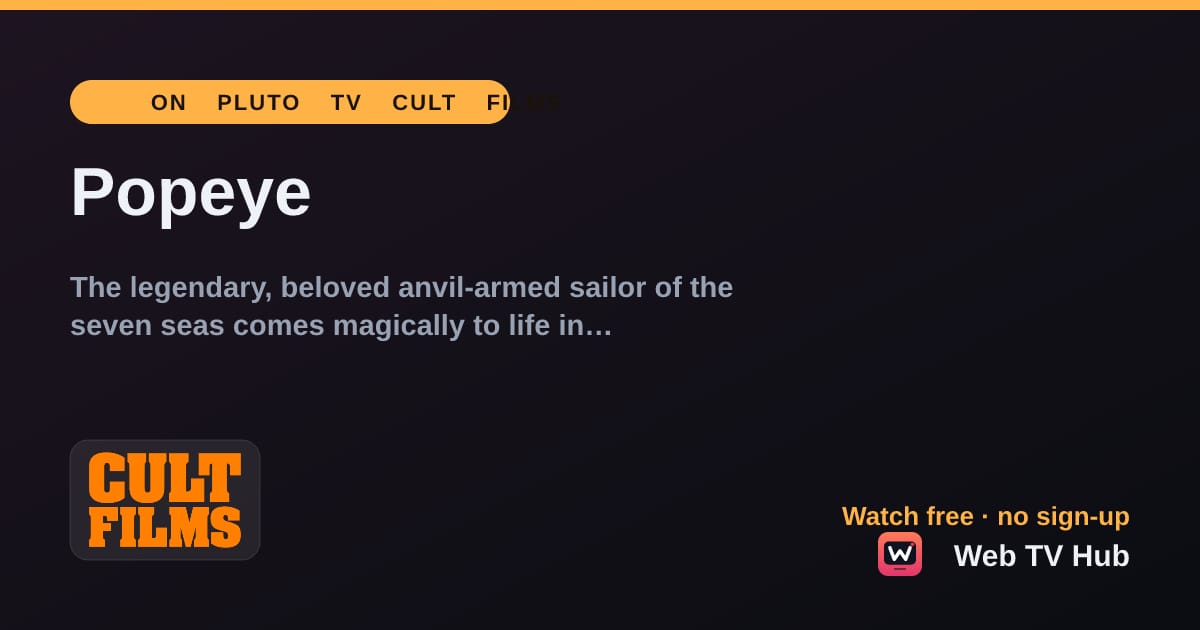 ON PLUTO TV CULT FILMS
Popeye
The legendary, beloved anvil-armed sailor of the
seven seas comes magically to life in…
CULT
FILMS
Watch free · no sign-up
W
Web TV Hub